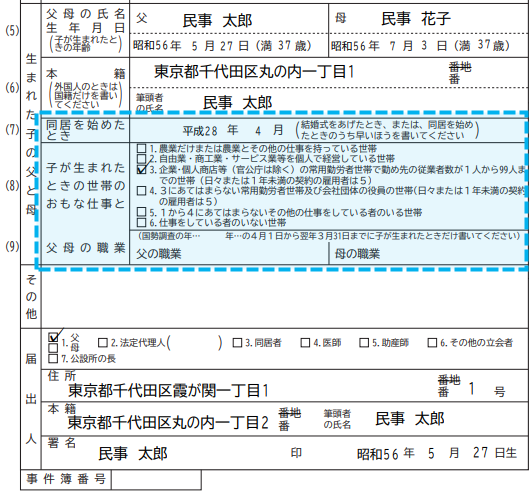 (5)
父母の氏名
生年月日
(子が生まれたときの年齢)
父 民事 太郎
母 民事 花子
昭和56年 5月27日(満 37歳)
昭和56年 7月 3日(満 37歳)
(6)
本籍
(外国人のときは国籍だけを書いてください)
東京都千代田区丸の内一丁目1
番地
番
筆頭者の氏名
民事 太郎
生まれた子の父と母
(7)
同居を始めたとき
平成28年 4月
(結婚式をあげたとき、または、同居を始めたときのうち早いほうを書いてください)
(8)
子が生まれたときの世帯のおもな仕事と
□1.農業だけまたは農業とその他の仕事を持っている世帯
□2.自由業・商工業・サービス業等を個人で経営している世帯
☑3.企業・個人商店等(官公庁は除く)の常用勤労者世帯で勤め先の従業者数が1人から99人までの世帯(日々または1年未満の契約の雇用者は5)
□4.3にあてはまらない常用勤労者世帯及び会社団体の役員の世帯(日々または1年未満の契約の雇用者は5)
□5.1から4にあてはまらないその他の仕事をしている者のいる世帯
□6.仕事をしている者のいない世帯
(9)
父母の職業
(国勢調査の年… 年…の4月1日から翌年3月31日までに子が生まれたときだけ書いてください)
父の職業
母の職業
その他
届出人
☑1.父
□ 母
□2.法定代理人( )
□3.同居者
□4.医師
□5.助産師
□6.その他の立会者
□7.公設所の長
住所
東京都千代田区霞が関一丁目1
番地
番
1 号
本籍
東京都千代田区丸の内一丁目2
番地
番
筆頭者の氏名
民事 太郎
署名
民事 太郎
印
昭和56年 5月 27日生
事件簿番号